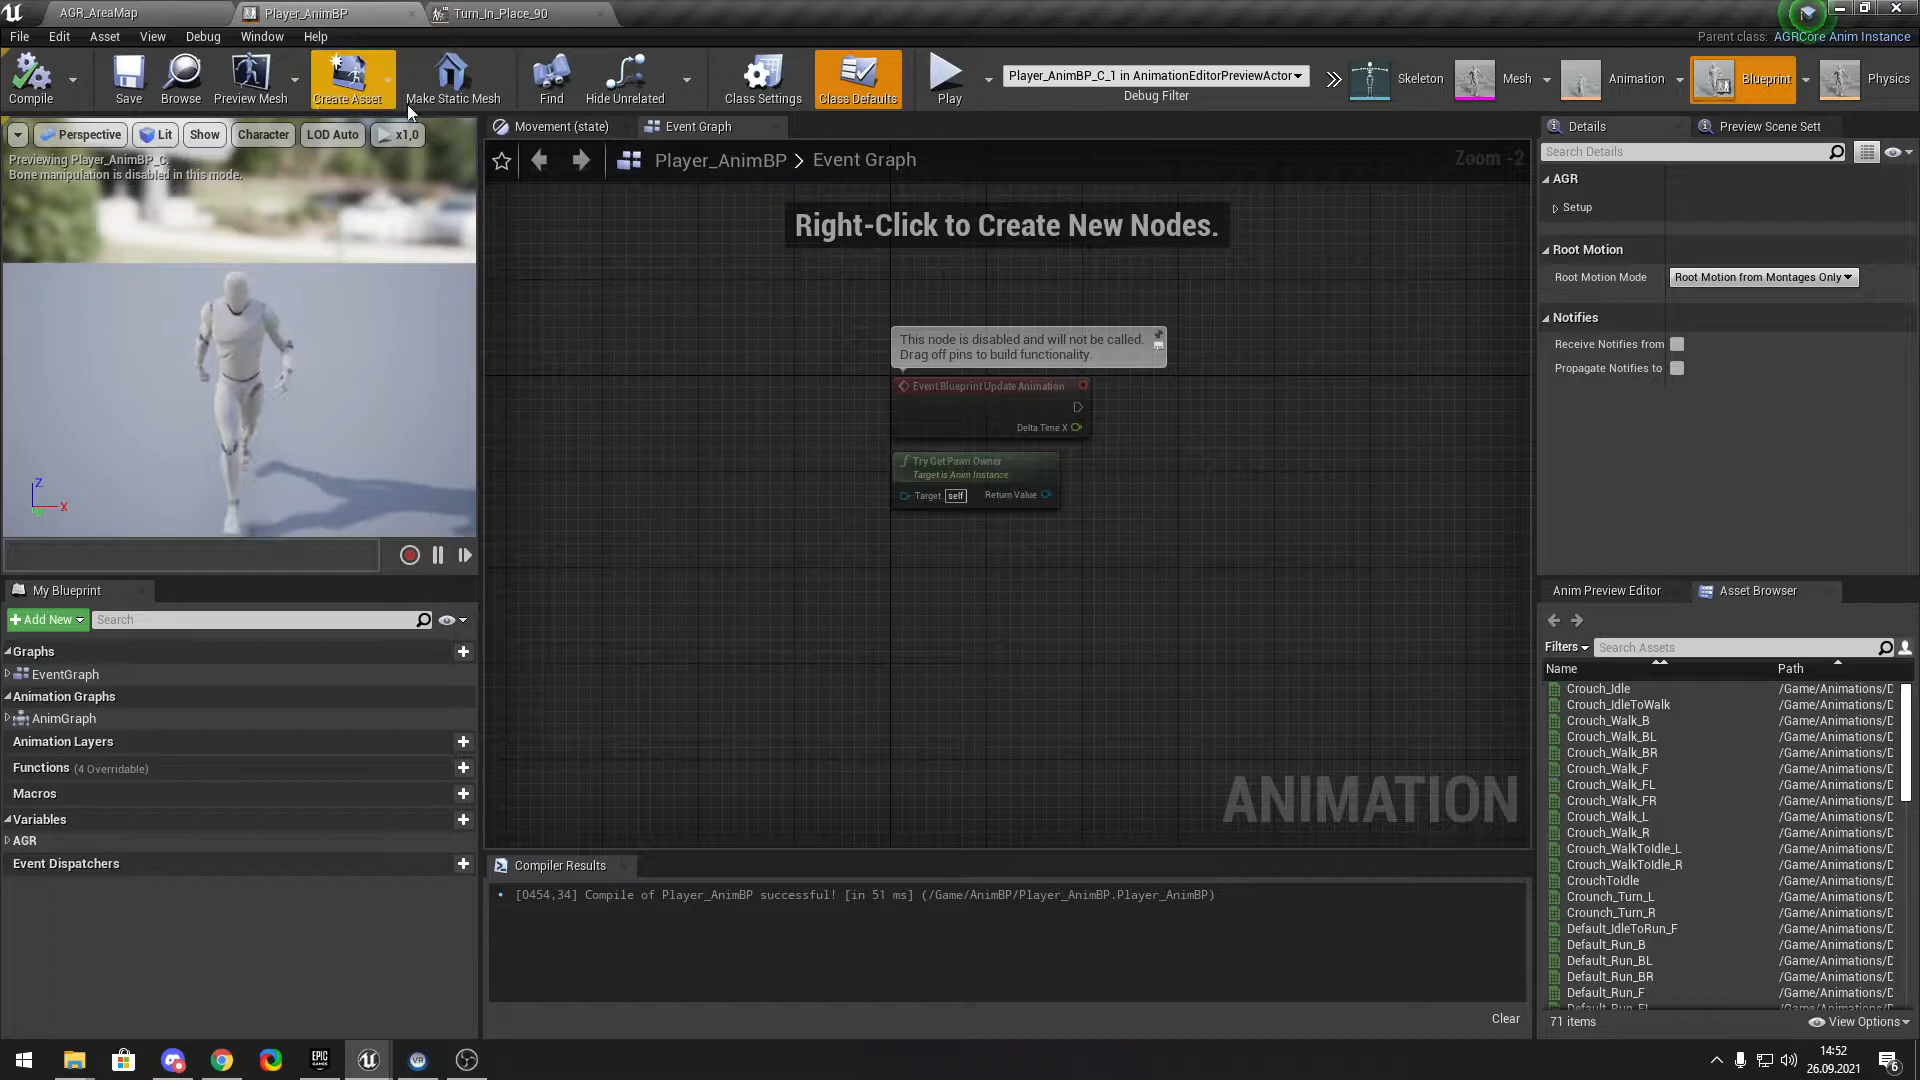 AGR_AreaMap
Player_AnimBP
Turn_In_Place_90
File Edit Asset View Debug Window Help
Parent class: AGRCore Anim Instance
Compile
Save
Browse
Preview Mesh
Create Asset
Make Static Mesh
Find
Hide Unrelated
Class Settings
Class Defaults
Play
Player_AnimBP_C_1 in AnimationEditorPreviewActor
Debug Filter
Skeleton
Mesh
Animation
Blueprint
Physics
Perspective
Lit
Show
Character
LOD Auto
x1,0
Previewing Player_AnimBP_C.
Bone manipulation is disabled in this mode.
Z
X
Y
Movement (state)
Event Graph
Player_AnimBP > Event Graph
Zoom -2
Right-Click to Create New Nodes.
This node is disabled and will not be called.
Drag off pins to build functionality.
Event Blueprint Update Animation
Delta Time X
Try Get Pawn Owner
Target is Anim Instance
Target self Return Value
ANIMATION
Details
Preview Scene Sett
Search Details
AGR
Setup
Root Motion
Root Motion Mode Root Motion from Montages Only
Notifies
Receive Notifies from
Propagate Notifies to
My Blueprint
Add New
Search
Graphs
EventGraph
Animation Graphs
AnimGraph
Animation Layers
Functions (4 Overridable)
Macros
Variables
AGR
Event Dispatchers
Compiler Results
[0454,34] Compile of Player_AnimBP successful! [in 51 ms] (/Game/AnimBP/Player_AnimBP.Player_AnimBP)
Clear
Anim Preview Editor
Asset Browser
Filters
Search Assets
Name Path
Crouch_Idle /Game/Animations/D
Crouch_IdleToWalk /Game/Animations/D
Crouch_Walk_B /Game/Animations/D
Crouch_Walk_BL /Game/Animations/D
Crouch_Walk_BR /Game/Animations/D
Crouch_Walk_F /Game/Animations/D
Crouch_Walk_FL /Game/Animations/D
Crouch_Walk_FR /Game/Animations/D
Crouch_Walk_L /Game/Animations/D
Crouch_Walk_R /Game/Animations/D
Crouch_WalkToIdle_L /Game/Animations/D
Crouch_WalkToIdle_R /Game/Animations/D
CrouchToIdle /Game/Animations/D
Crounch_Turn_L /Game/Animations/D
Crounch_Turn_R /Game/Animations/D
Default_IdleToRun_F /Game/Animations/D
Default_Run_B /Game/Animations/D
Default_Run_BL /Game/Animations/D
Default_Run_BR /Game/Animations/D
Default_Run_F /Game/Animations/D
71 items
View Options
EPIC
GAMES
VR
14:52
26.09.2021
6